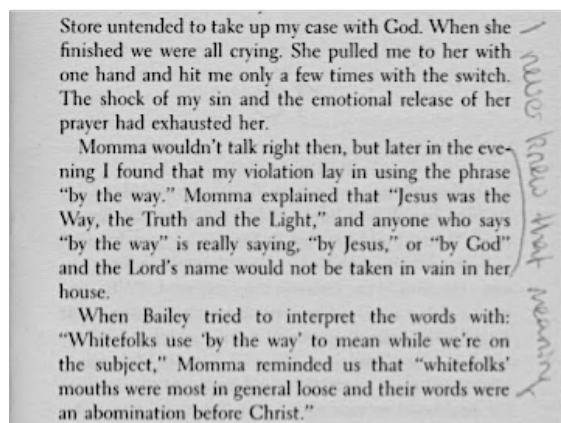 Store untended to take up my case with God. When she
finished we were all crying. She pulled me to her with
one hand and hit me only a few times with the switch.
The shock of my sin and the emotional release of her
prayer had exhausted her.
Momma wouldn't talk right then, but later in the eve-
ning I found that my violation lay in using the phrase
"by the way." Momma explained that "Jesus was the
Way, the Truth and the Light," and anyone who says
"by the way" is really saying, "by Jesus," or "by God"
and the Lord's name would not be taken in vain in her
house.
When Bailey tried to interpret the words with:
"Whitefolks use 'by the way' to mean while we're on
the subject," Momma reminded us that "whitefolks'
mouths were most in general loose and their words were
an abomination before Christ."
I never knew that meaning